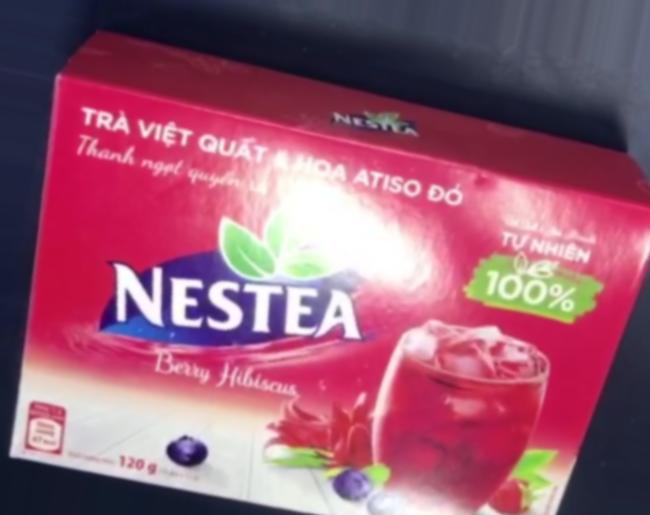 NESTEA
TRÀ VIỆT QUẤT & HOA ATISO ĐỎ
Thanh ngọt quyến rũ
TỰ NHIÊN
100%
NESTEA
Berry Hibiscus
120 g